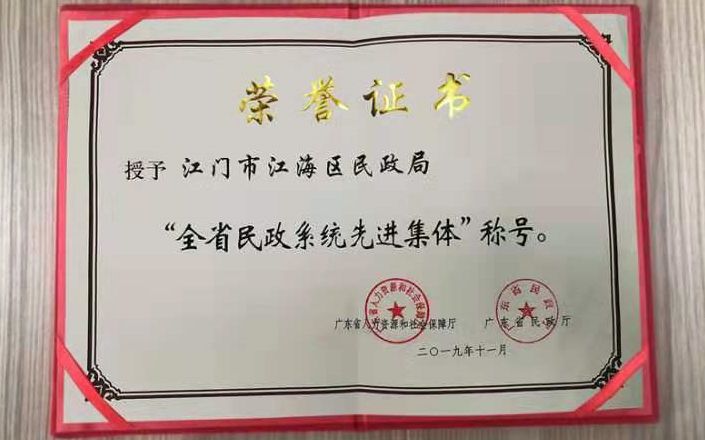 荣誉证书
授予 江门市江海区民政局
“全省民政系统先进集体”称号。
广东省人力资源和社会保障厅 广东省民政厅
二〇一九年十一月